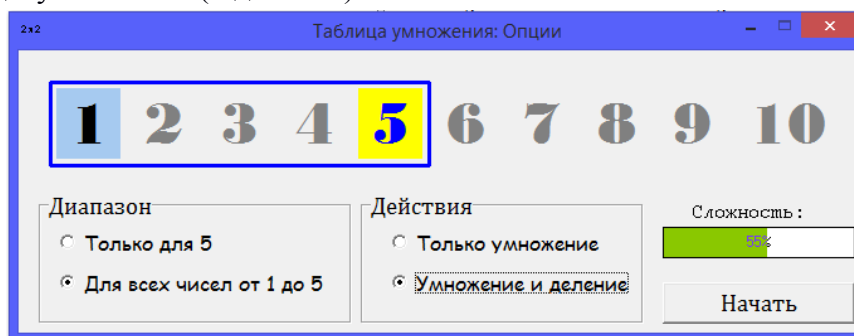 2x2 Таблица умножения: Опции
1 2 3 4 5 6 7 8 9 10
Диапазон
Только для 5
Для всех чисел от 1 до 5
Действия
Только умножение
Умножение и деление
Сложность:
55%
Начать